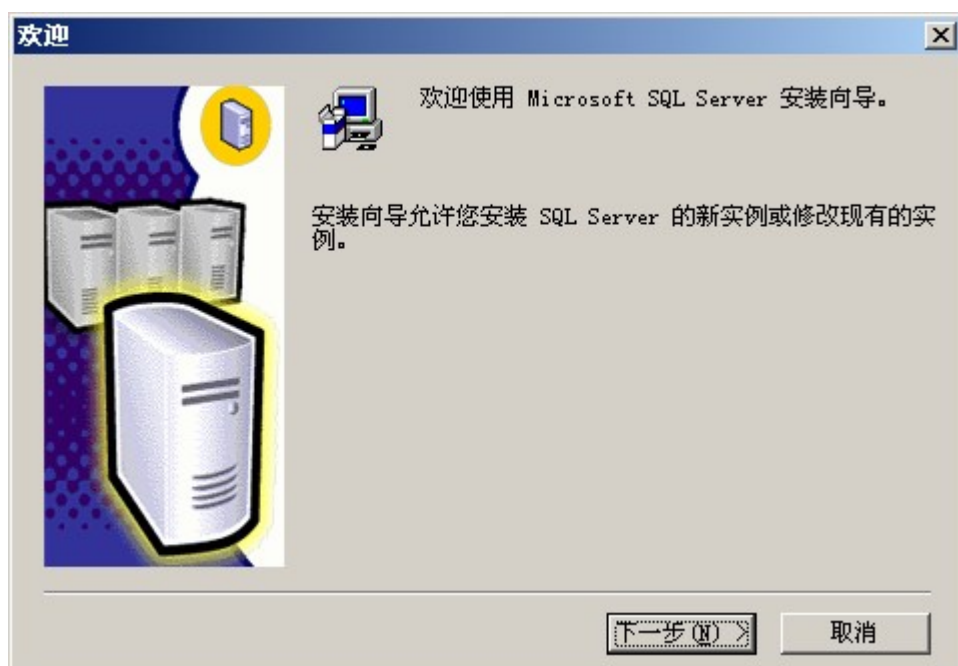 欢迎
欢迎使用 Microsoft SQL Server 安装向导。
安装向导允许您安装 SQL Server 的新实例或修改现有的实
例。
下一步(N) >
取消